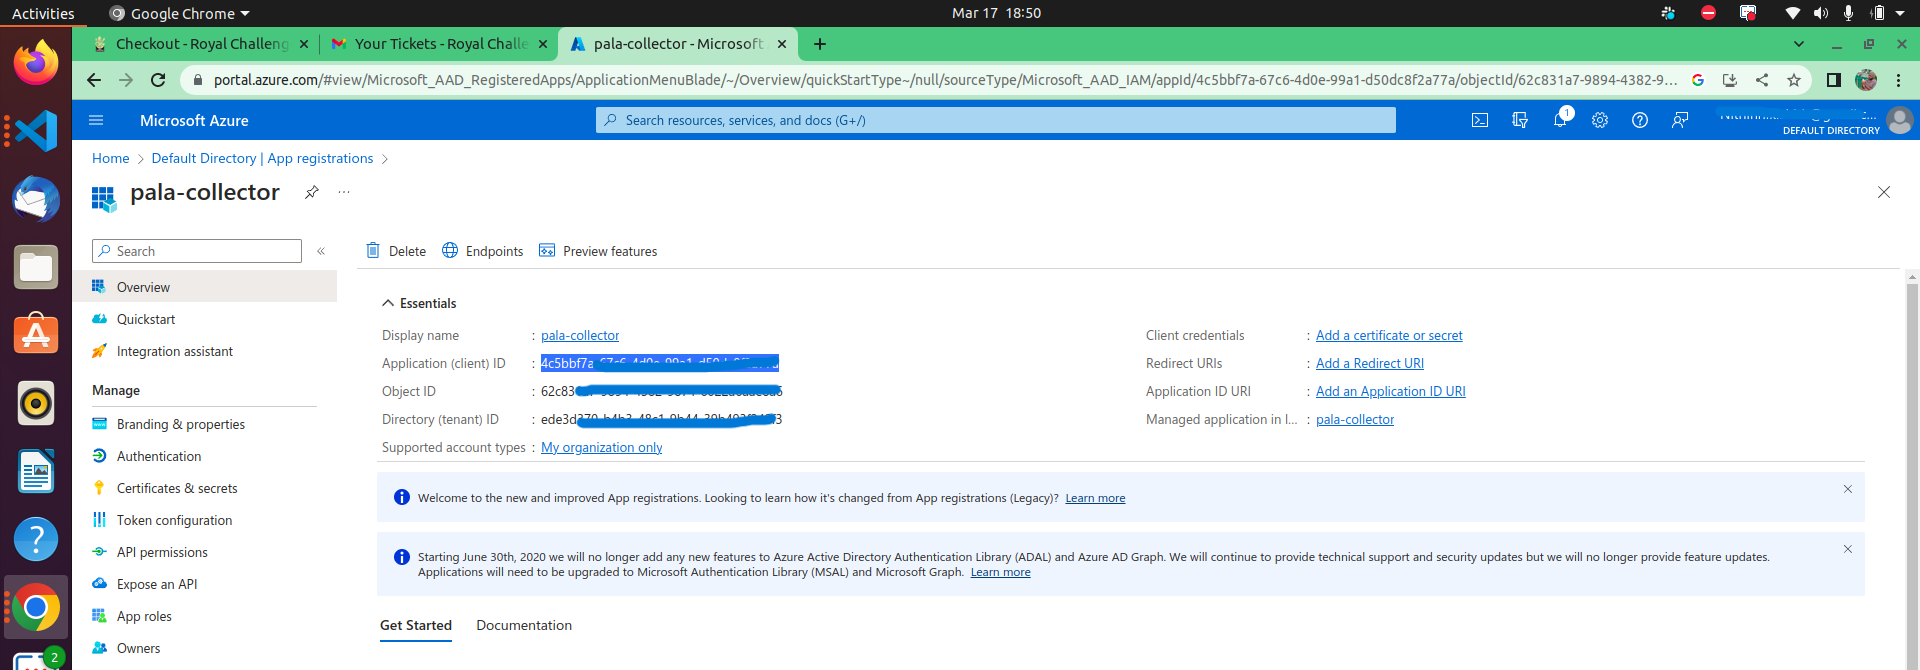 Activities Google Chrome Mar 17 18:50
Checkout - Royal Challeng Your Tickets - Royal Challe pala-collector - Microsoft
portal.azure.com/#view/Microsoft_AAD_RegisteredApps/ApplicationMenuBlade/~/Overview/quickStartType~/null/sourceType/Microsoft_AAD_IAM/appId/4c5bbf7a-67c6-4d0e-99a1-d50dc8f2a77a/objectId/62c831a7-9894-4382-9...
Microsoft Azure
Search resources, services, and docs (G+/)
1
DEFAULT DIRECTORY
Home > Default Directory | App registrations >
pala-collector
Search
Delete Endpoints Preview features
Overview
Quickstart
Integration assistant
Manage
Branding & properties
Authentication
Certificates & secrets
Token configuration
API permissions
Expose an API
App roles
Owners
2
Essentials
Display name : pala-collector
Application (client) ID : 4c5bbf7a
Object ID : 62c83
Directory (tenant) ID : ede3d
Supported account types : My organization only
Client credentials : Add a certificate or secret
Redirect URIs : Add a Redirect URI
Application ID URI : Add an Application ID URI
Managed application in l... : pala-collector
Welcome to the new and improved App registrations. Looking to learn how it's changed from App registrations (Legacy)? Learn more
Starting June 30th, 2020 we will no longer add any new features to Azure Active Directory Authentication Library (ADAL) and Azure AD Graph. We will continue to provide technical support and security updates but we will no longer provide feature updates.
Applications will need to be upgraded to Microsoft Authentication Library (MSAL) and Microsoft Graph. Learn more
Get Started Documentation